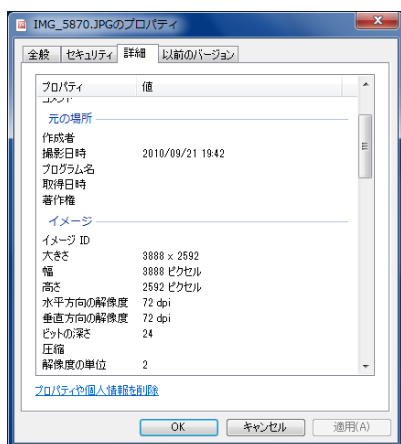 IMG_5870.JPGのプロパティ
全般 セキュリティ 詳細 以前のバージョン
プロパティ 値
コメント
元の場所
作成者
撮影日時 2010/09/21 19:42
プログラム名
取得日時
著作権
イメージ
イメージ ID
大きさ 3888 x 2592
幅 3888 ピクセル
高さ 2592 ピクセル
水平方向の解像度 72 dpi
垂直方向の解像度 72 dpi
ビットの深さ 24
圧縮
解像度の単位 2
プロパティや個人情報を削除
OK キャンセル 適用(A)